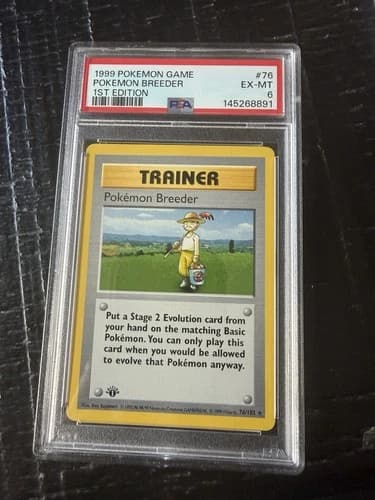 1999 POKEMON GAME #76
POKEMON BREEDER EX-MT
1ST EDITION 6
PSA 145268891
TRAINER
Pokémon Breeder
Put a Stage 2 Evolution card from
your hand on the matching Basic
Pokémon. You can only play this
card when you would be allowed
to evolve that Pokémon anyway.
1
76/102 ★